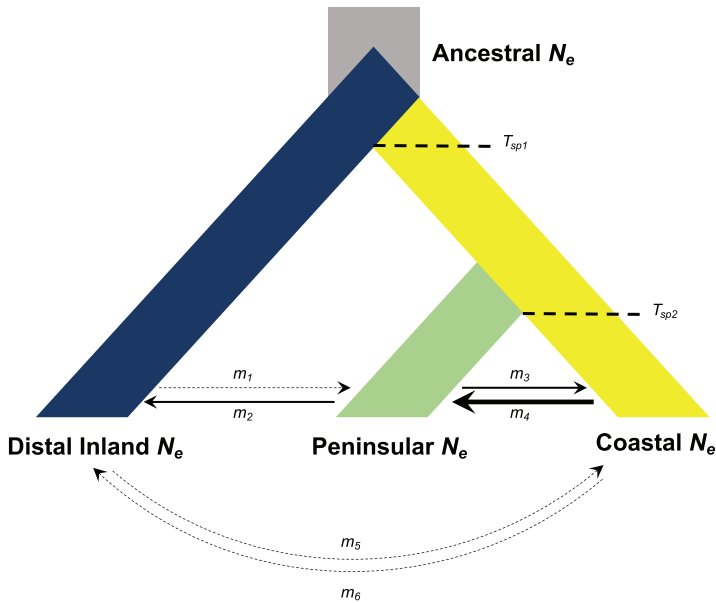 Ancestral Ne
Tsp1
Tsp2
m1
m2
m3
m4
Distal Inland Ne
Peninsular Ne
Coastal Ne
m5
m6